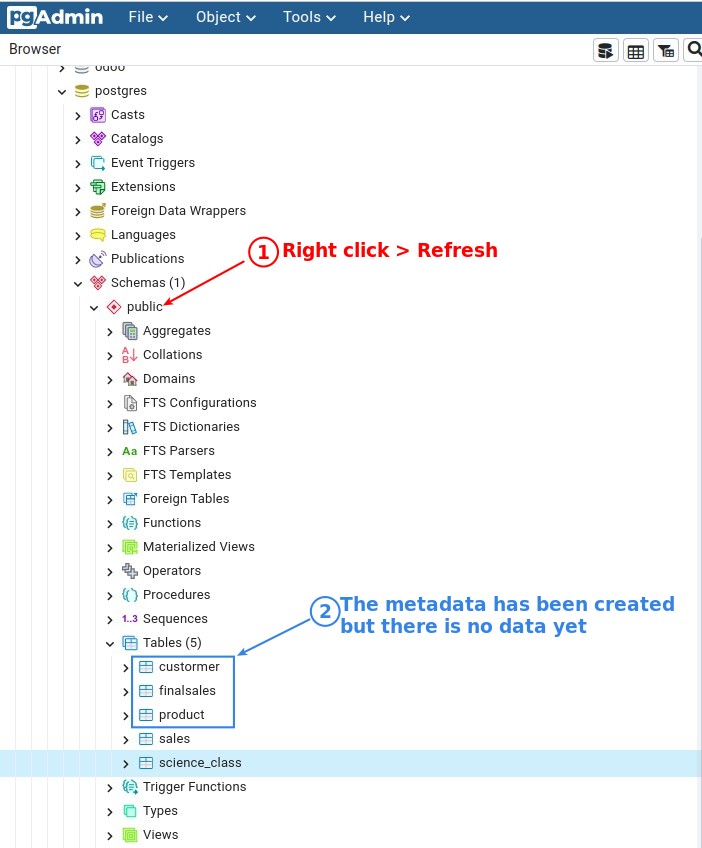 pgAdmin File Object Tools Help
Browser
odoo
postgres
Casts
Catalogs
Event Triggers
Extensions
Foreign Data Wrappers
Languages
Publications
1 Right click > Refresh
Schemas (1)
public
Aggregates
Collations
Domains
FTS Configurations
FTS Dictionaries
Aa FTS Parsers
FTS Templates
Foreign Tables
Functions
Materialized Views
Operators
Procedures
2 The metadata has been created
but there is no data yet
1..3 Sequences
Tables (5)
custormer
finalsales
product
sales
science_class
Trigger Functions
Types
Views